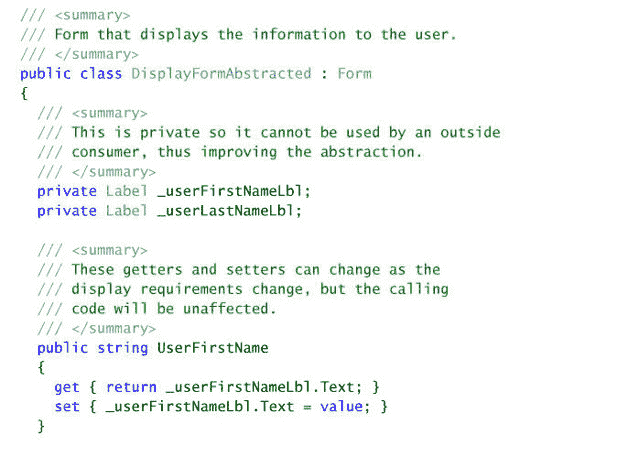 /// <summary>
/// Form that displays the information to the user.
/// </summary>
public class DisplayFormAbstracted : Form
{
/// <summary>
/// This is private so it cannot be used by an outside
/// consumer, thus improving the abstraction.
/// </summary>
private Label _userFirstNameLbl;
private Label _userLastNameLbl;
/// <summary>
/// These getters and setters can change as the
/// display requirements change, but the calling
/// code will be unaffected.
/// </summary>
public string UserFirstName
{
get { return _userFirstNameLbl.Text; }
set { _userFirstNameLbl.Text = value; }
}